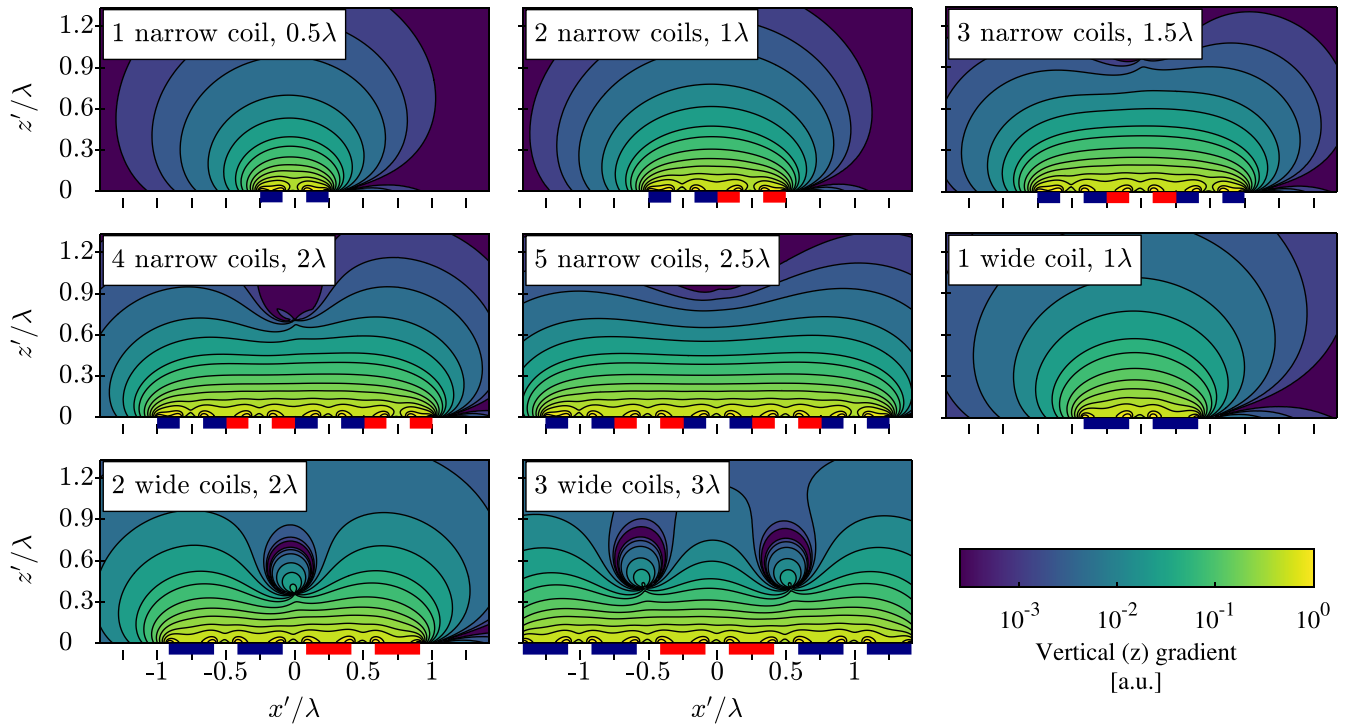 1 narrow coil, 0.5λ
2 narrow coils, 1λ
3 narrow coils, 1.5λ
z′/λ
1.2
0.9
0.6
0.3
0
4 narrow coils, 2λ
5 narrow coils, 2.5λ
1 wide coil, 1λ
z′/λ
1.2
0.9
0.6
0.3
0
2 wide coils, 2λ
3 wide coils, 3λ
z′/λ
1.2
0.9
0.6
0.3
0
-1 -0.5 0 0.5 1
-1 -0.5 0 0.5 1
x′/λ
x′/λ
10⁻³ 10⁻² 10⁻¹ 10⁰
Vertical (z) gradient
[a.u.]